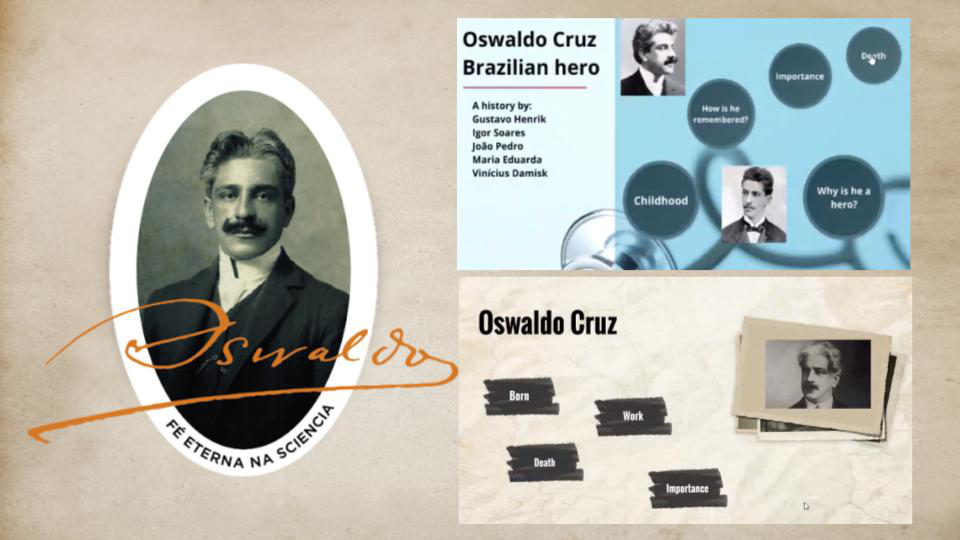 Oswaldo
FÉ ETERNA NA SCIENCIA
Oswaldo Cruz
Brazilian hero
A history by:
Gustavo Henrik
Igor Soares
João Pedro
Maria Eduarda
Vinícius Damisk
Death
Importance
How is he
remembered?
Childhood
Why is he a
hero?
Oswaldo Cruz
Born
Work
Death
Importance